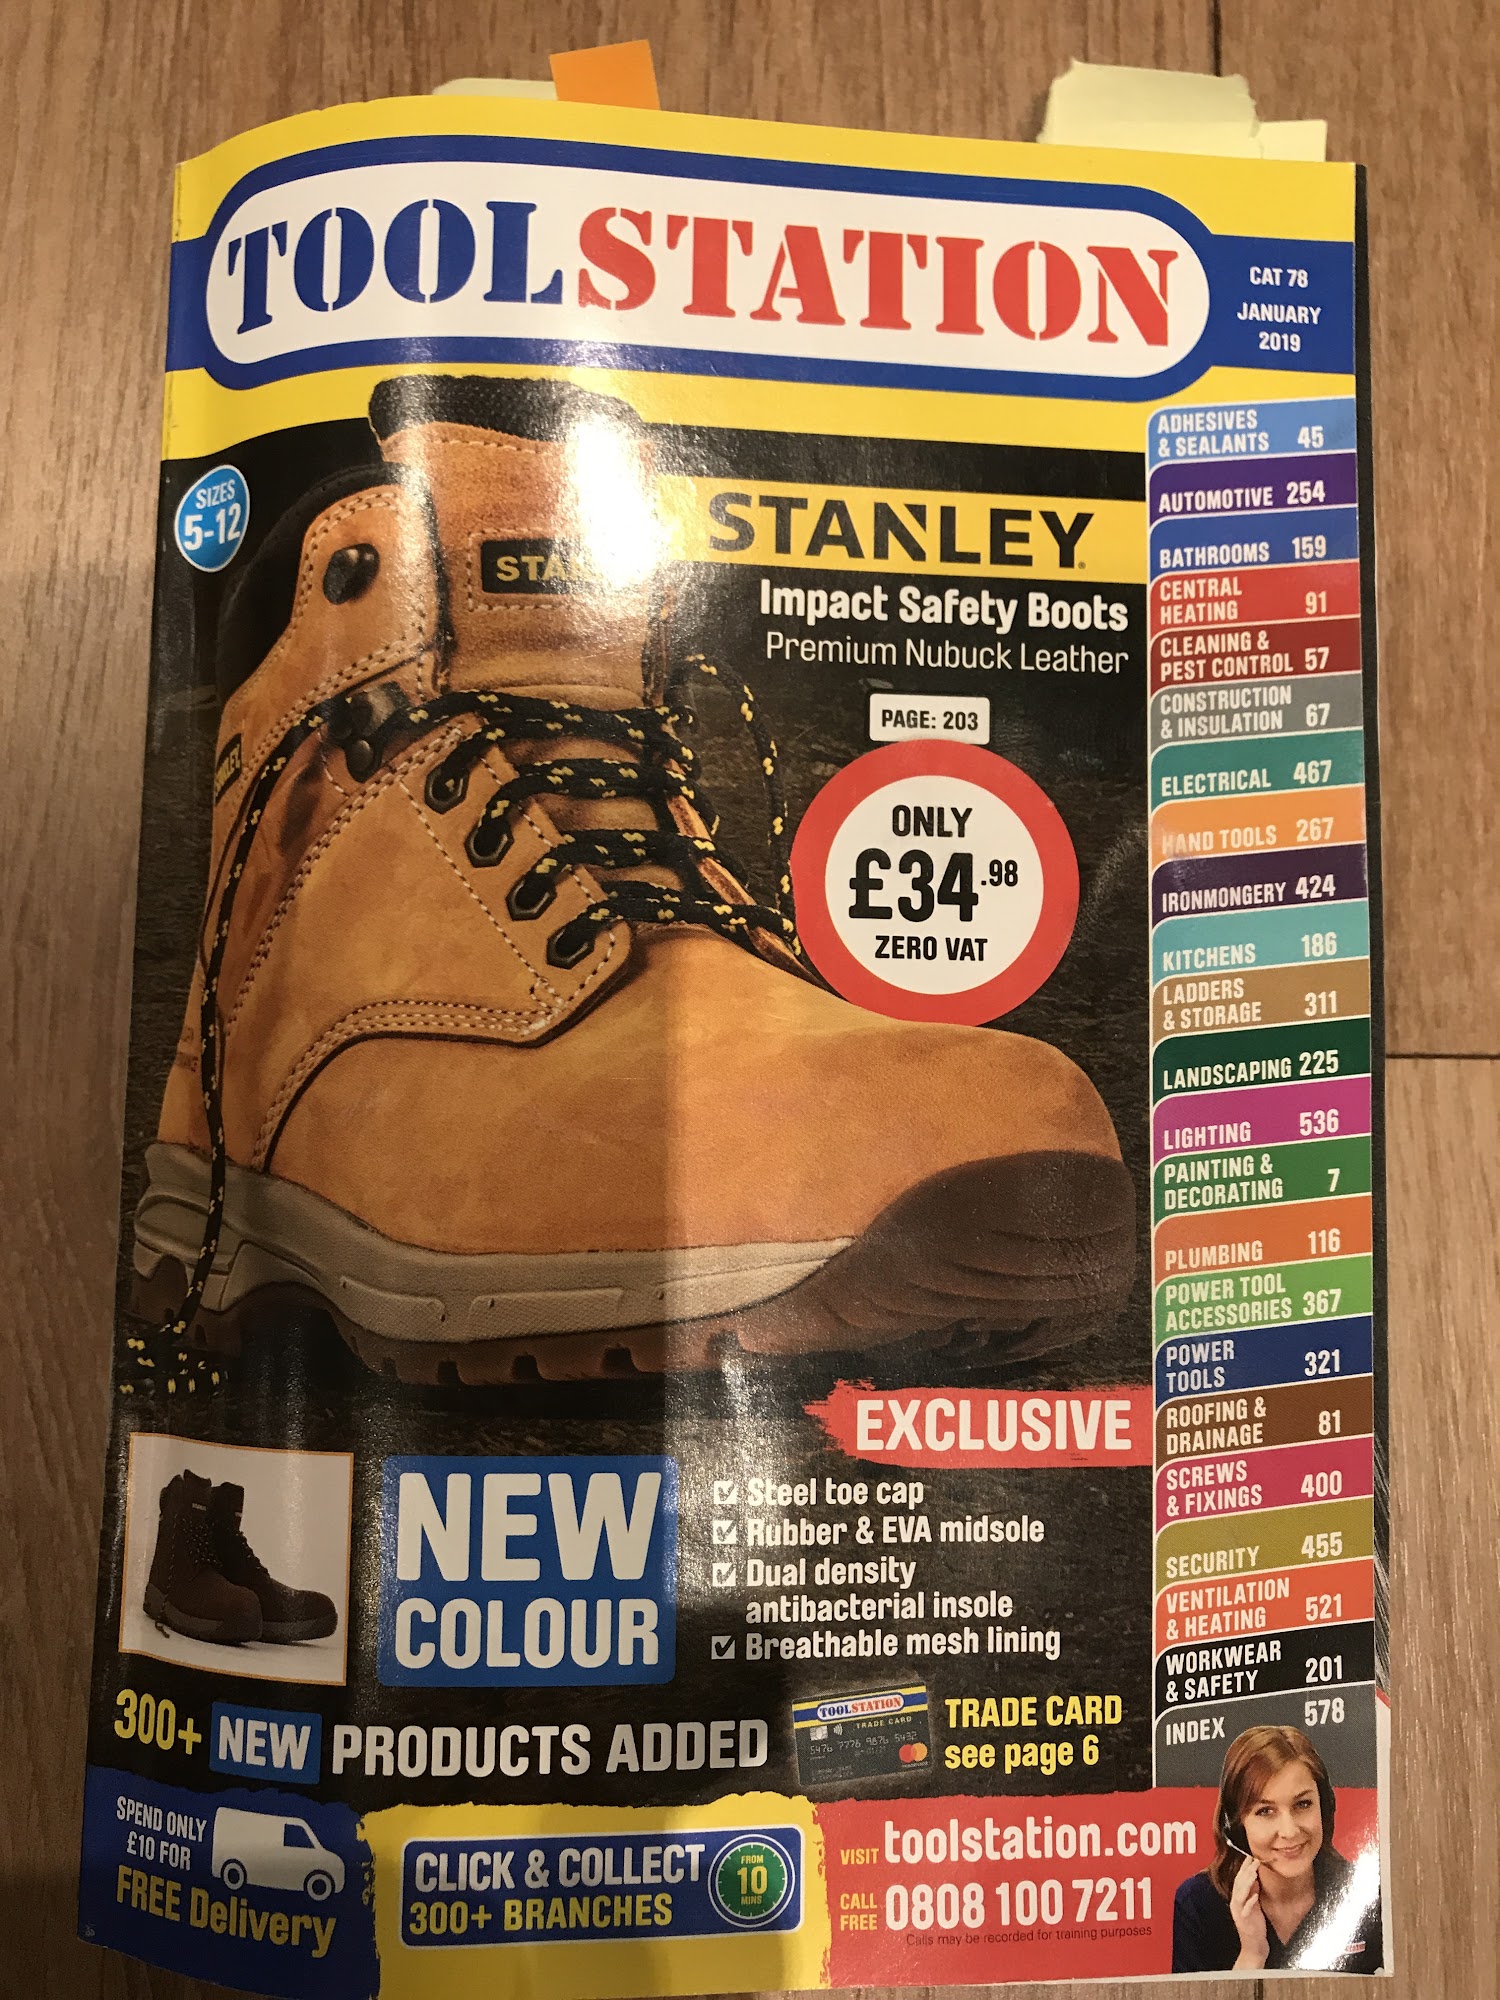 TOOLSTATION
CAT 78
JANUARY
2019
SIZES
5-12
STANLEY
Impact Safety Boots
Premium Nubuck Leather
PAGE: 203
ONLY
£34.98
ZERO VAT
EXCLUSIVE
NEW
COLOUR
Steel toe cap
Rubber & EVA midsole
Dual density
antibacterial insole
Breathable mesh lining
300+ NEW PRODUCTS ADDED
TOOLSTATION
TRADE CARD
5476 7776 9876 5432
TRADE CARD
see page 6
ADHESIVES
& SEALANTS 45
AUTOMOTIVE 254
BATHROOMS 159
CENTRAL
HEATING 91
CLEANING &
PEST CONTROL 57
CONSTRUCTION
& INSULATION 67
ELECTRICAL 467
HAND TOOLS 267
IRONMONGERY 424
KITCHENS 186
LADDERS
& STORAGE 311
LANDSCAPING 225
LIGHTING 536
PAINTING &
DECORATING 7
PLUMBING 116
POWER TOOL
ACCESSORIES 367
POWER
TOOLS 321
ROOFING &
DRAINAGE 81
SCREWS
& FIXINGS 400
SECURITY 455
VENTILATION
& HEATING 521
WORKWEAR
& SAFETY 201
INDEX 578
SPEND ONLY
£10 FOR
FREE Delivery
CLICK & COLLECT
300+ BRANCHES
FROM
10
MINS
VISIT toolstation.com
CALL
FREE 0808 100 7211
Calls may be recorded for training purposes